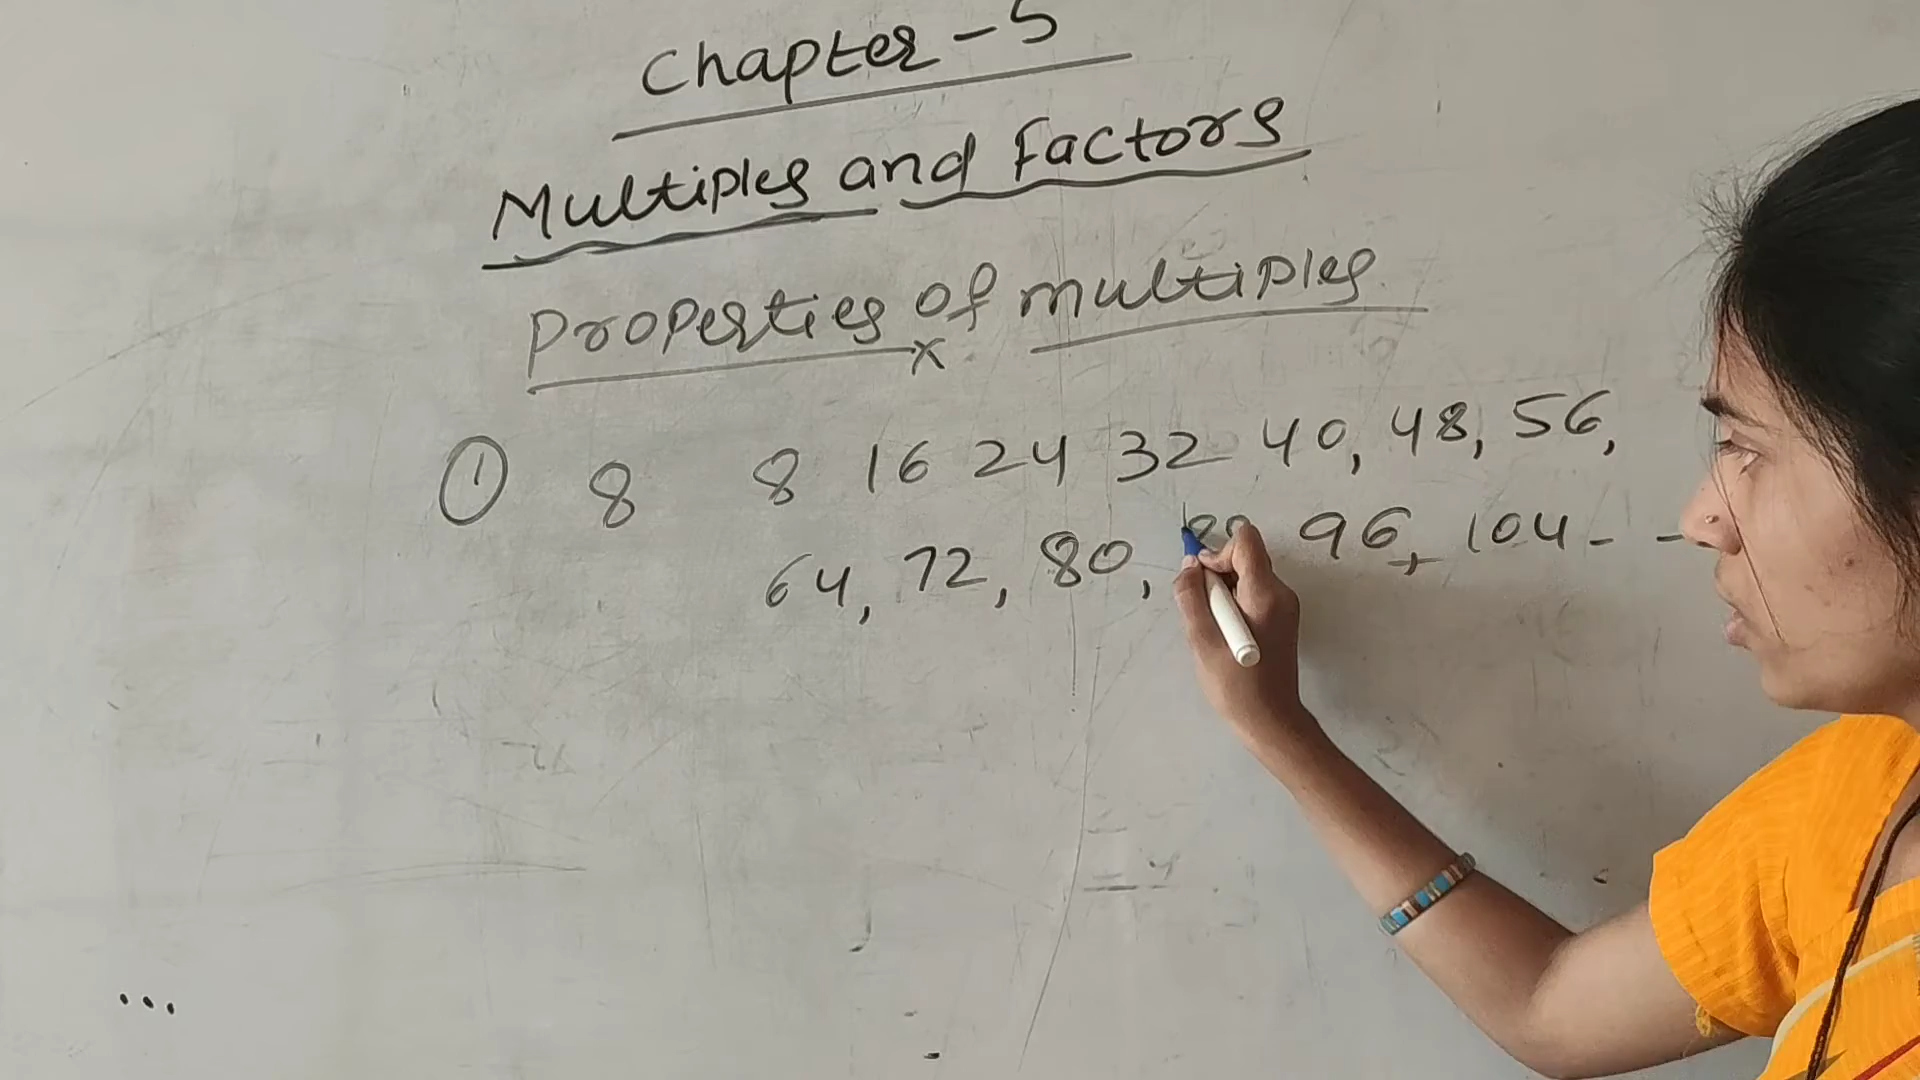 Chapter - 5
Multiples and Factors
Properties of multiples
x
① 8 8 16 24 32 40, 48, 56,
64, 72, 80, 96, 104 - -